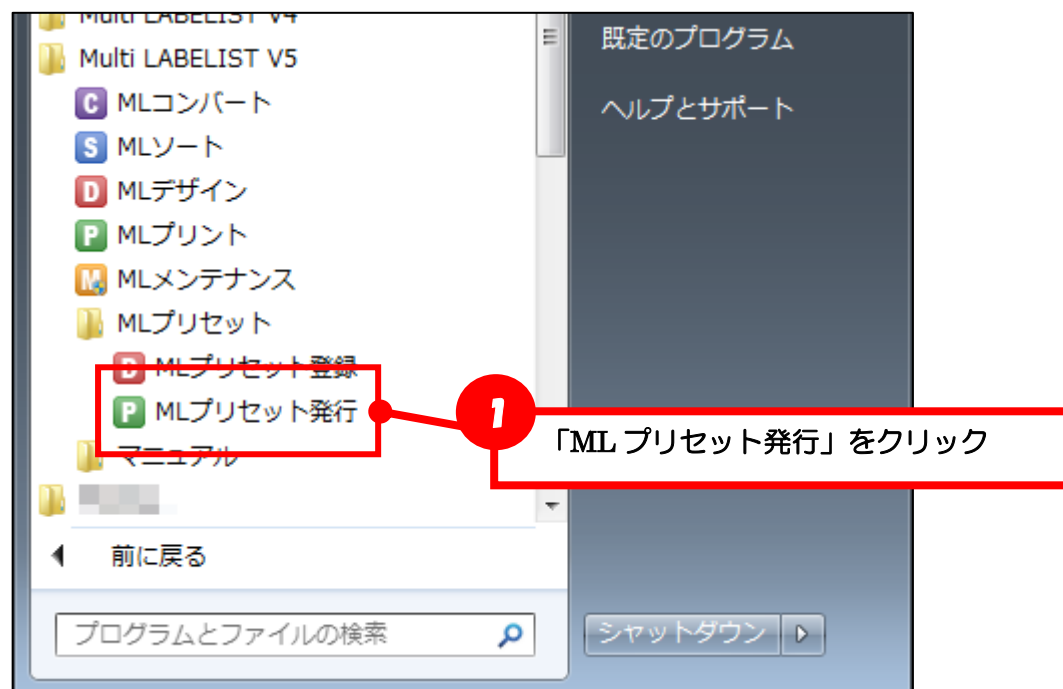 Multi LABELIST V4
Multi LABELIST V5
C MLコンバート
S MLソート
D MLデザイン
P MLプリント
M MLメンテナンス
MLプリセット
D MLプリセット登録
P MLプリセット発行
マニュアル
前に戻る
プログラムとファイルの検索
既定のプログラム
ヘルプとサポート
1
「ML プリセット発行」をクリック
シャットダウン